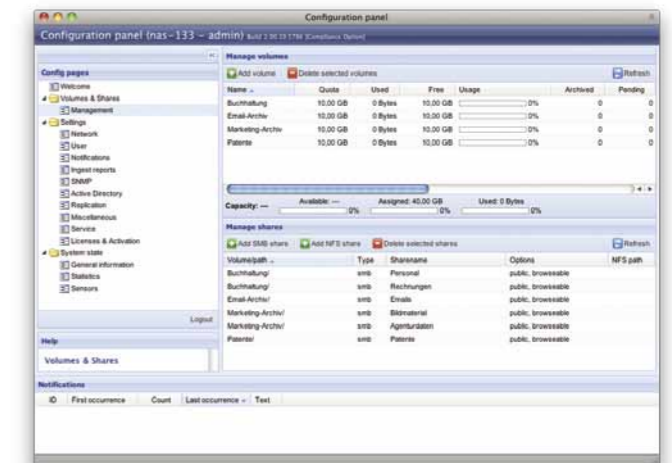 Configuration panel
Configuration panel (nas-133 – admin)
Config pages
Welcome
Volumes & Shares
Management
Settings
Network
User
Notifications
Ingest reports
SNMP
Active Directory
Replication
Miscellaneous
Service
Licenses & Activation
System state
General information
Statistics
Sensors
Logout
Help
Volumes & Shares
Manage volumes
Add volume Delete selected volumes Refresh
Name Quota Used Free Usage Archived Pending
Buchhaltung 10,00 GB 0 Bytes 10,00 GB 0% 0 0
Email-Archiv 10,00 GB 0 Bytes 10,00 GB 0% 0 0
Marketing-Archiv 10,00 GB 0 Bytes 10,00 GB 0% 0 0
Patente 10,00 GB 0 Bytes 10,00 GB 0% 0 0
Capacity: --- Available: --- 0% Assigned: 40,00 GB 0% Used: 0 Bytes 0%
Manage shares
Add SMB share Add NFS share Delete selected shares Refresh
Volume/path Type Sharename Options NFS path
Buchhaltung/ smb Personal public, browseable
Buchhaltung/ smb Rechnungen public, browseable
Email-Archiv/ smb Emails public, browseable
Marketing-Archiv/ smb Bildmaterial public, browseable
Marketing-Archiv/ smb Agenturdaten public, browseable
Patente/ smb Patente public, browseable
Notifications
ID First occurrence Count Last occurrence Text